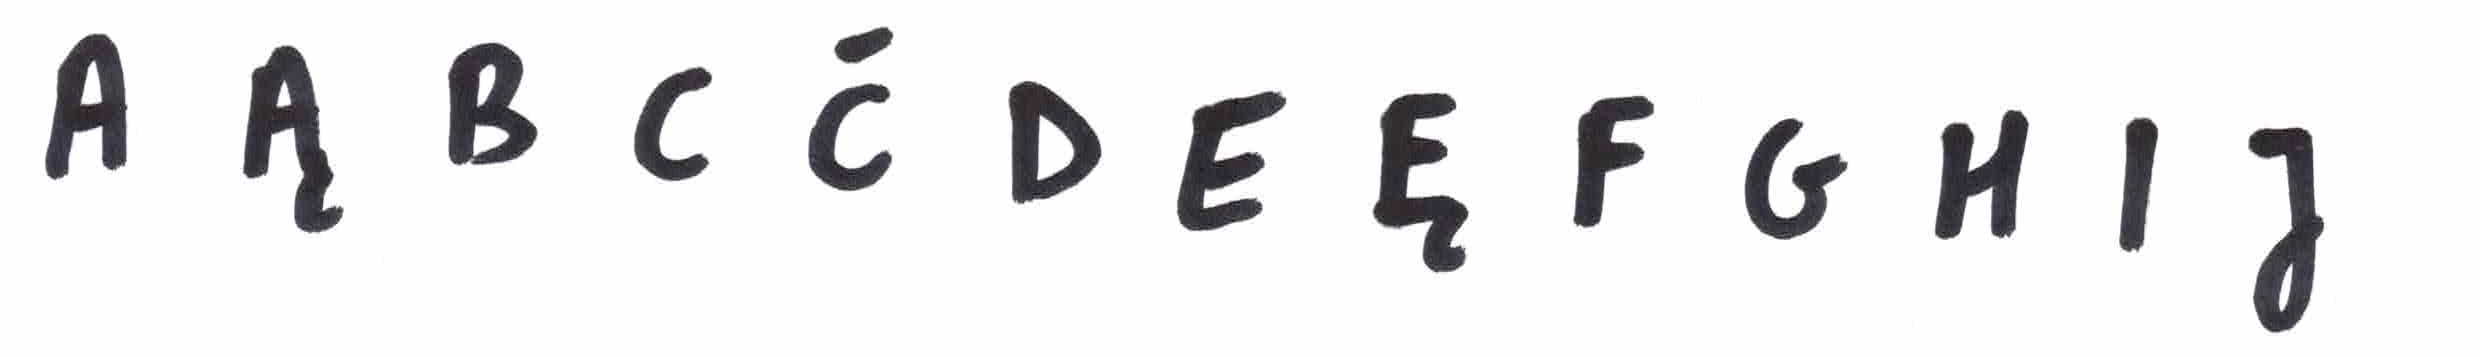 A Ą B C Ć D E Ę F G H I J